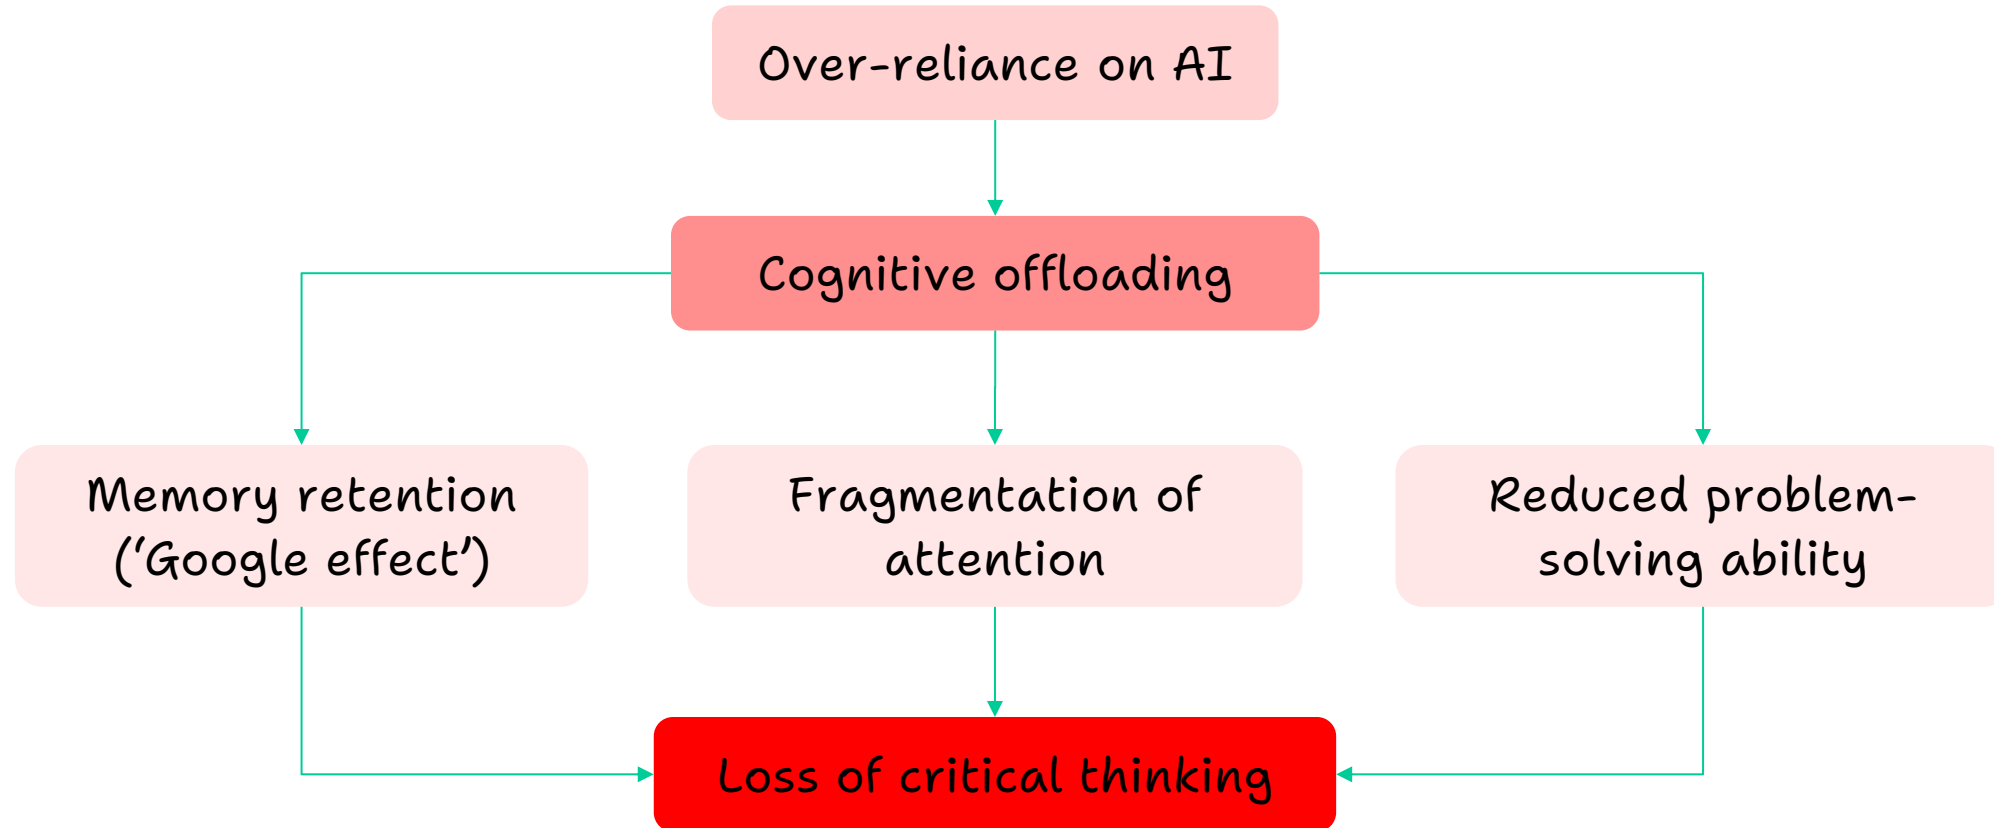 Over-reliance on AI
Cognitive offloading
Memory retention
(‘Google effect’)
Fragmentation of
attention
Reduced problem-
solving ability
Loss of critical thinking